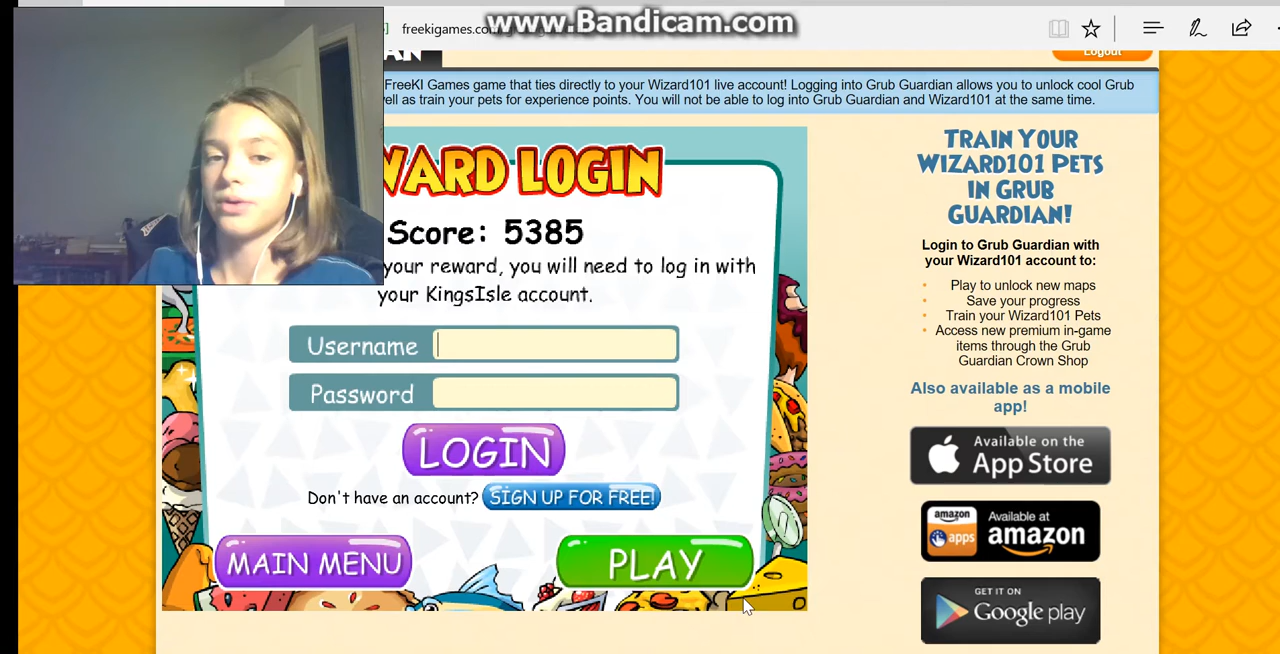 www.Bandicam.com
freekigames.com
Logout
FreeKI Games game that ties directly to your Wizard101 live account! Logging into Grub Guardian allows you to unlock cool Grub
ell as train your pets for experience points. You will not be able to log into Grub Guardian and Wizard101 at the same time.
WARD LOGIN
Score: 5385
your reward, you will need to log in with
your KingsIsle account.
Username
Password
LOGIN
Don't have an account? SIGN UP FOR FREE!
MAIN MENU
PLAY
TRAIN YOUR
WIZARD101 PETS
IN GRUB
GUARDIAN!
Login to Grub Guardian with
your Wizard101 account to:
• Play to unlock new maps
• Save your progress
• Train your Wizard101 Pets
• Access new premium in-game
items through the Grub
Guardian Crown Shop
Also available as a mobile
app!
Available on the
App Store
amazon
apps
Available at
amazon
GET IT ON
Google play